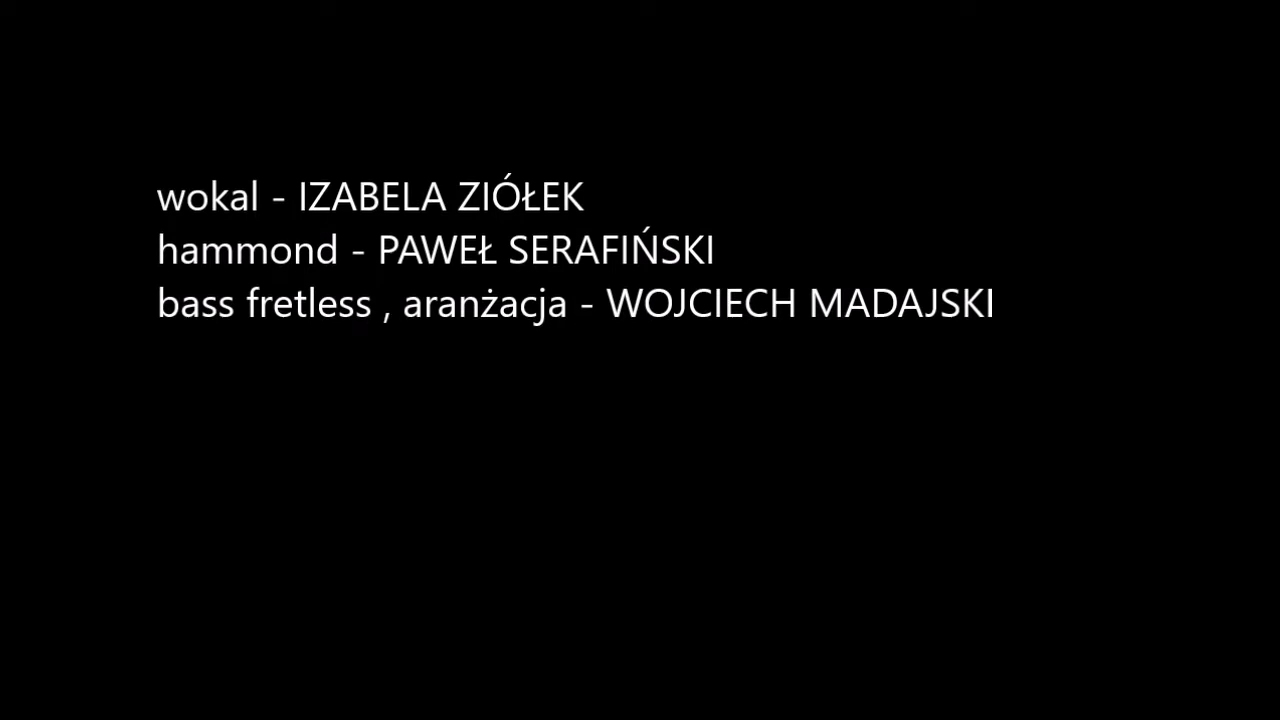 wokal - IZABELA ZIÓŁEK
hammond - PAWEŁ SERAFIŃSKI
bass fretless , aranżacja - WOJCIECH MADAJSKI